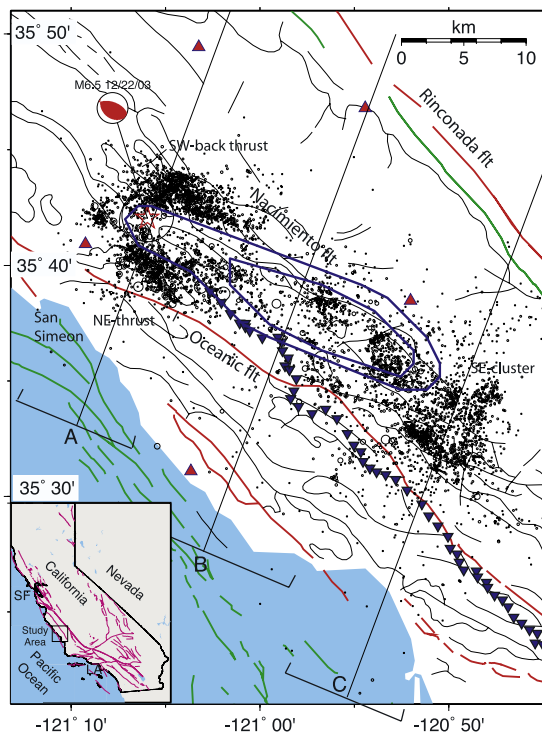 35° 50'
km
0 10
M6.5 12/22/03
Rinconada flt
SW-back thrust
Nacimiento flt
35° 40'
San
Simeon
NE-thrust
Oceanic flt
SE-cluster
A
35° 30'
B
California
Nevada
SF
Study
Area
LA
Pacific
Ocean
C
-121° 10'
-121° 00'
-120° 50'